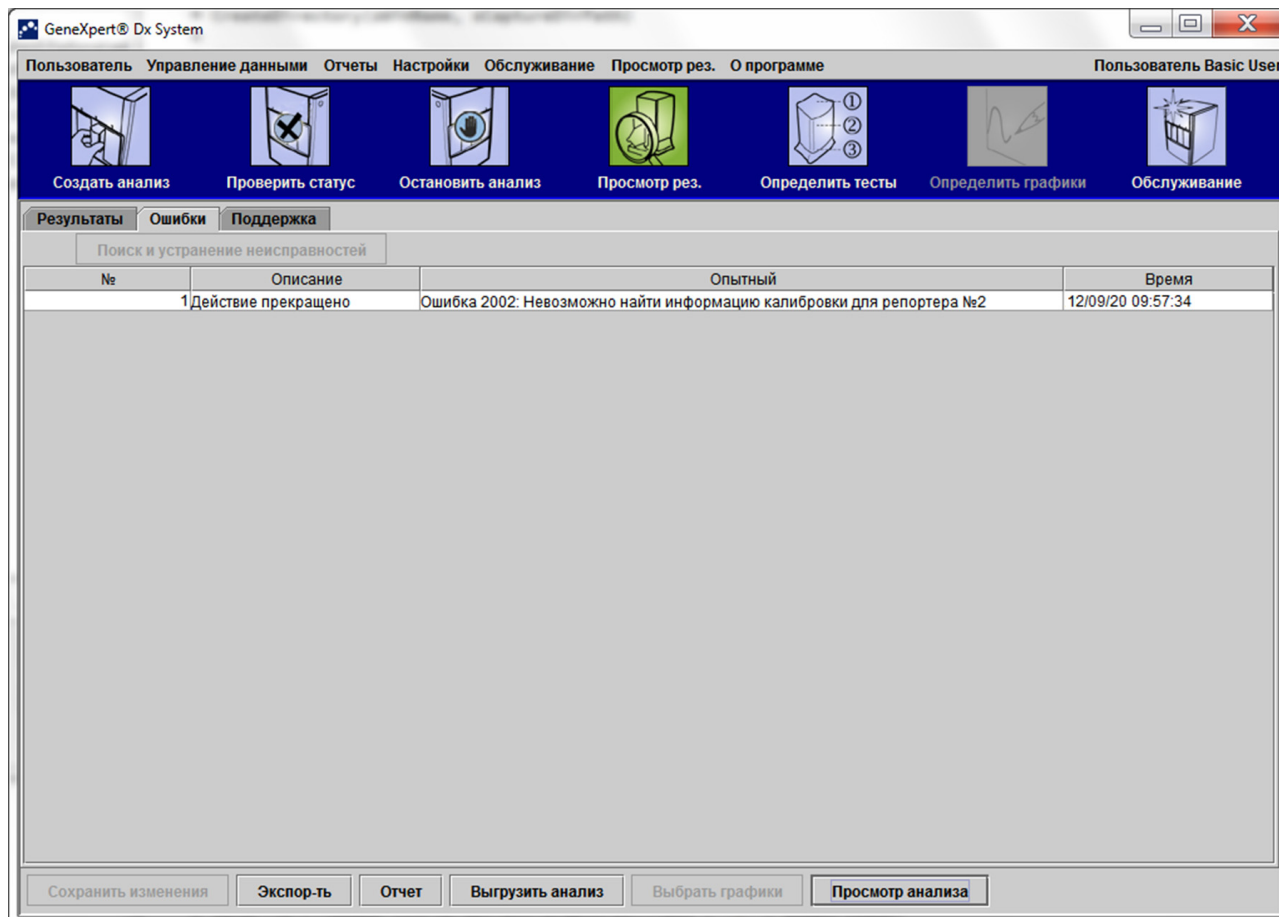 GeneXpert® Dx System
Пользователь Управление данными Отчеты Настройки Обслуживание Просмотр рез. О программе Пользователь Basic User
Создать анализ Проверить статус Остановить анализ Просмотр рез. Определить тесты Определить графики Обслуживание
Результаты Ошибки Поддержка
Поиск и устранение неисправностей
№ Описание Опытный Время
1 Действие прекращено Ошибка 2002: Невозможно найти информацию калибровки для репортера №2 12/09/20 09:57:34
Сохранить изменения Экспор-ть Отчет Выгрузить анализ Выбрать графики Просмотр анализа